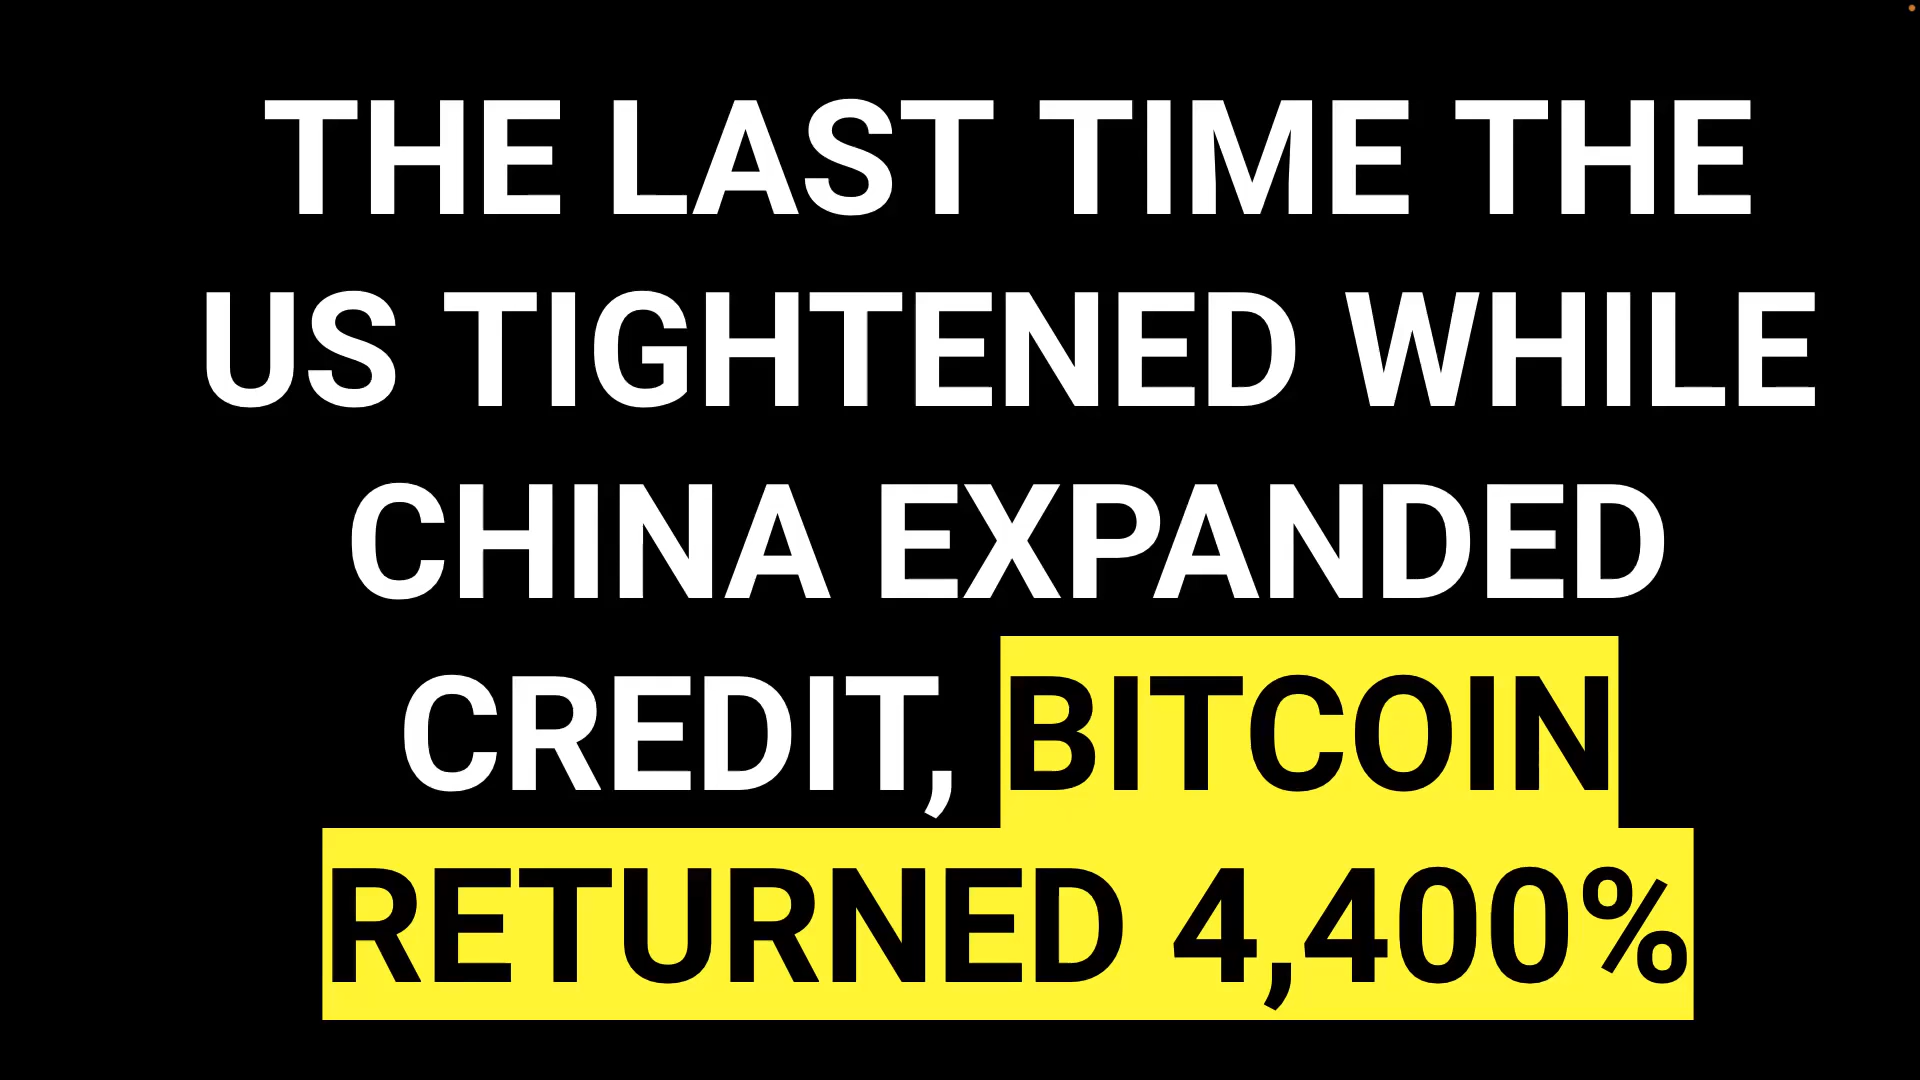 THE LAST TIME THE
US TIGHTENED WHILE
CHINA EXPANDED
CREDIT, BITCOIN
RETURNED 4,400%